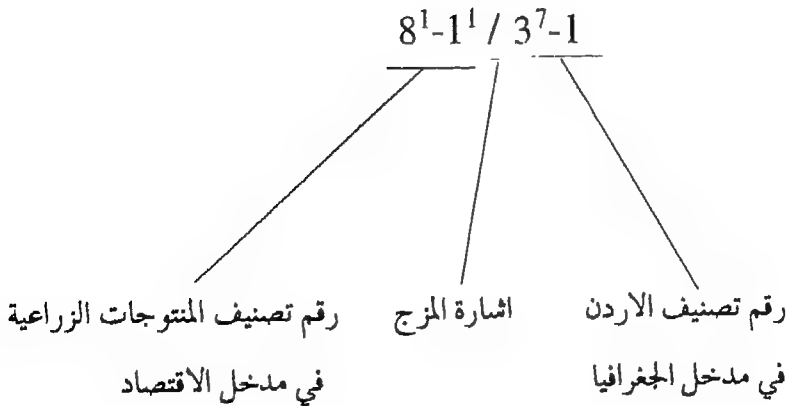 8¹-1¹ / 3⁷-1
رقم تصنيف الاردن
في مدخل الجغرافيا
اشارة المزج
رقم تصنيف المنتوجات الزراعية
في مدخل الاقتصاد